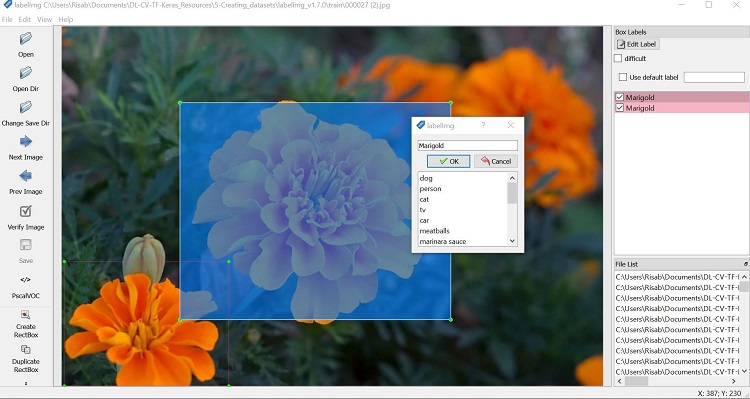 labelImg C:\Users\Risab\Documents\DL-CV-TF-Keras_Resources\5-Creating_datasets\labelImg_v1.7.0\train\000027 (2).jpg
File Edit View Help
Open
Open Dir
Change Save Dir
Next Image
Prev Image
Verify Image
Save
</>
PscalVOC
Create
RectBox
Duplicate
RectBox
labelImg ?
Marigold
OK Cancel
dog
person
cat
tv
car
meatballs
marinara sauce
Box Labels
Edit Label
difficult
Use default label
Marigold
Marigold
File List
C:\Users\Risab\Documents\DL-CV-TF-
C:\Users\Risab\Documents\DL-CV-TF-
C:\Users\Risab\Documents\DL-CV-TF-
C:\Users\Risab\Documents\DL-CV-TF-
C:\Users\Risab\Documents\DL-CV-TF-
C:\Users\Risab\Documents\DL-CV-TF-
C:\Users\Risab\Documents\DL-CV-TF-
C:\Users\Risab\Documents\DL-CV-TF-
C:\Users\Risab\Documents\DL-CV-TF-
X: 387; Y: 230